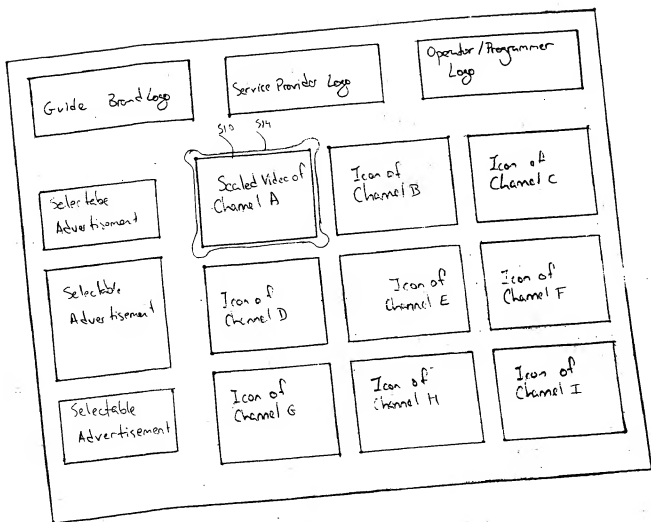 Guide Brand Logo
Service Provider Logo
Operator/Programmer
Logo
510
514
Scaled Video of
Channel A
Icon of
Channel B
Icon of
Channel C
Selectabe
Advertisement
Selectable
Advertisement
Icon of
Channel D
Icon of
Channel E
Icon of
Channel F
Selectable
Advertisement
Icon of
Channel G
Icon of
Channel H
Icon of
Channel I